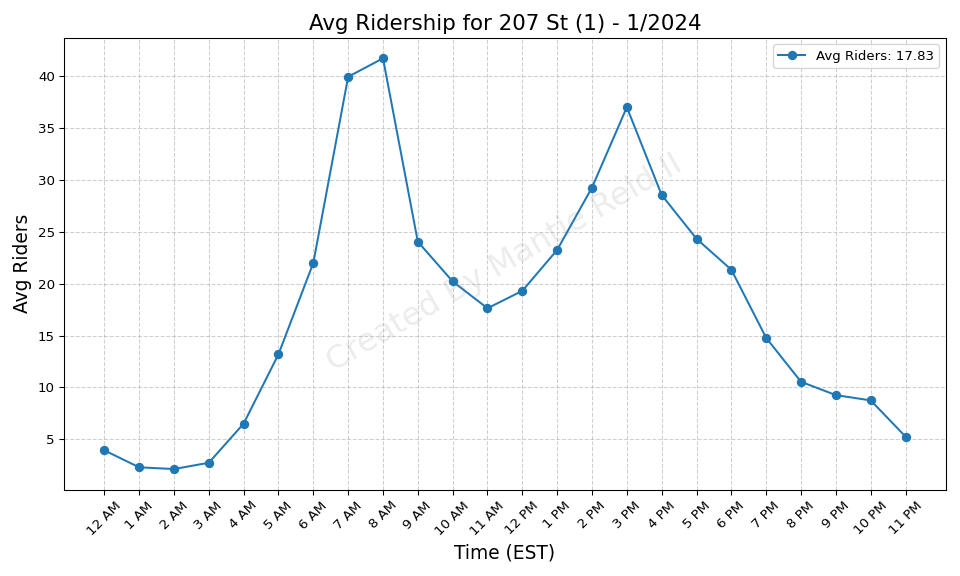 Avg Ridership for 207 St (1) - 1/2024
Avg Riders: 17.83
Avg Riders
40
35
30
25
20
15
10
5
Created By Mantle Reidell
12 AM
1 AM
2 AM
3 AM
4 AM
5 AM
6 AM
7 AM
8 AM
9 AM
10 AM
11 AM
12 PM
1 PM
2 PM
3 PM
4 PM
5 PM
6 PM
7 PM
8 PM
9 PM
10 PM
11 PM
Time (EST)